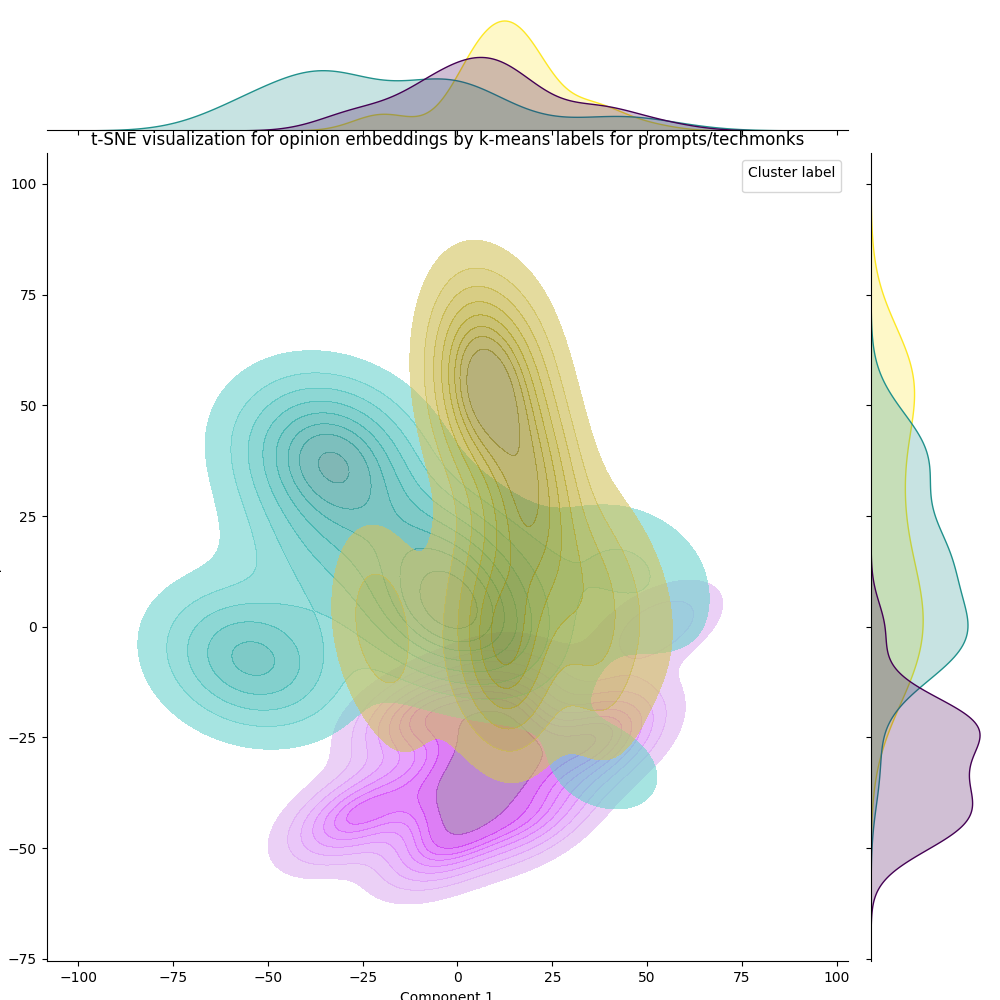 t-SNE visualization for opinion embeddings by k-means labels for prompts/techmonks
Cluster label
100
75
50
25
0
−25
−50
−75
−100 −75 −50 −25 0 25 50 75 100
Component 1